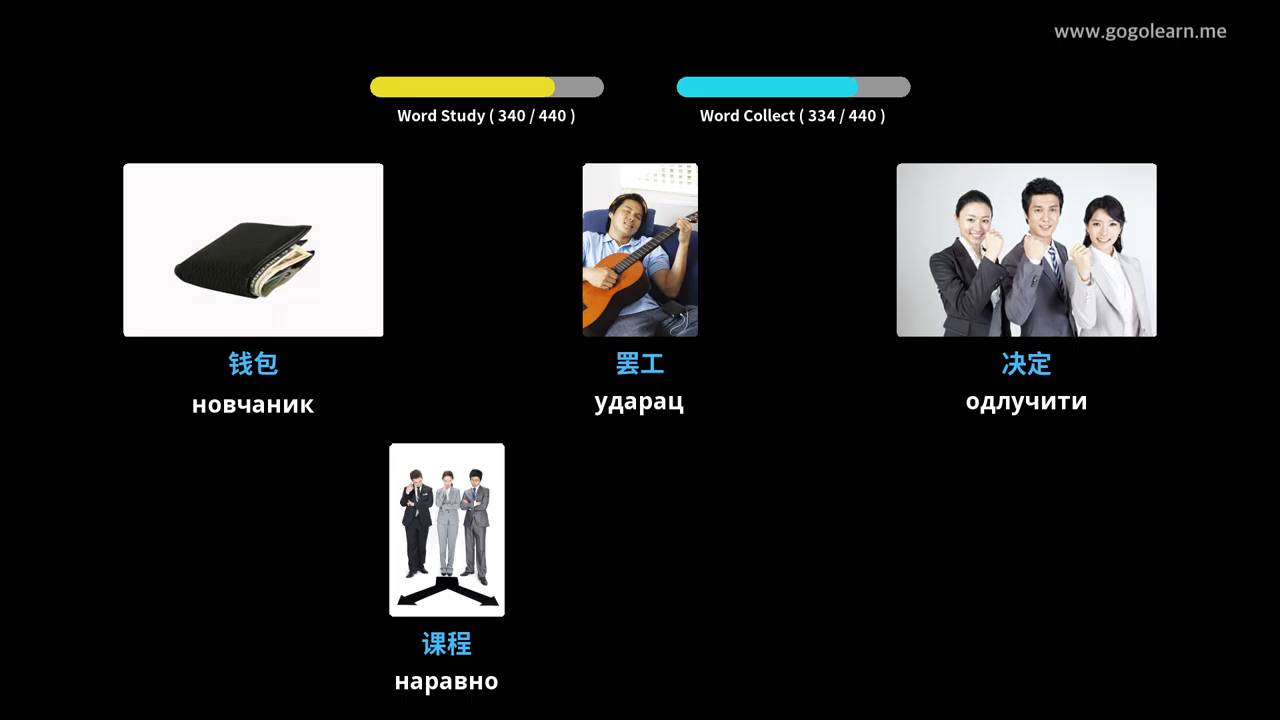 www.gogolearn.me
Word Study ( 340 / 440 )
Word Collect ( 334 / 440 )
钱包
новчаник
罢工
ударац
决定
одлучити
课程
наравно